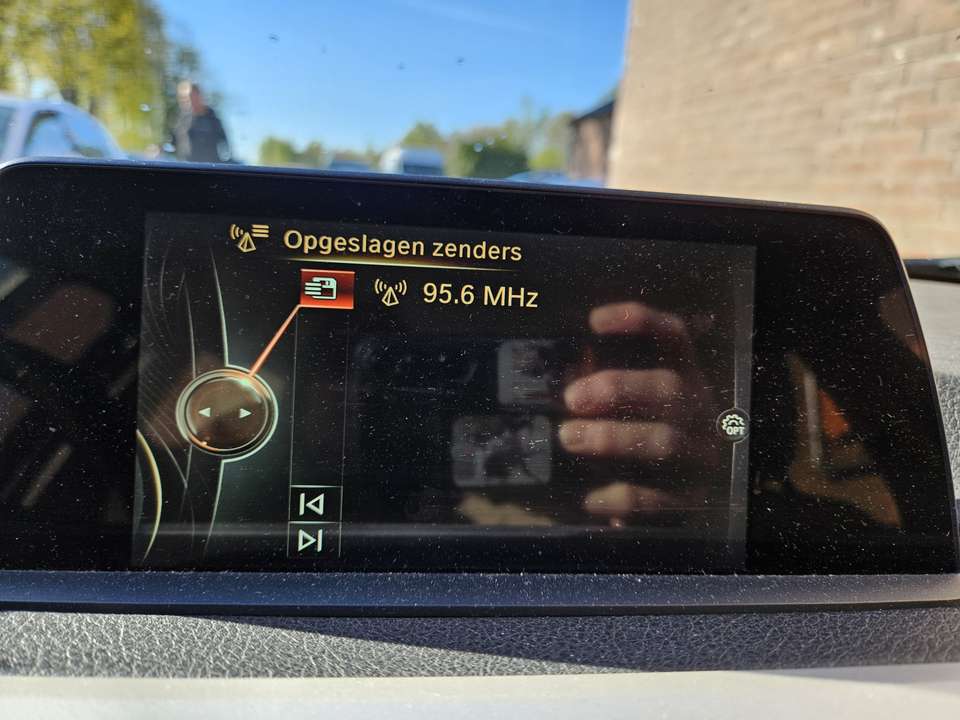 Opgeslagen zenders
95.6 MHz
OPT